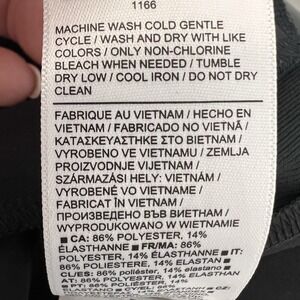 1166
MACHINE WASH COLD GENTLE
CYCLE / WASH AND DRY WITH LIKE
COLORS / ONLY NON-CHLORINE
BLEACH WHEN NEEDED / TUMBLE
DRY LOW / COOL IRON / DO NOT DRY
CLEAN
FABRIQUE AU VIETNAM / HECHO EN
VIETNAM / FABRICADO NO VIETNÃ /
ΚΑΤΑΣΚΕΥΑΣΤΗΚΕ ΣΤΟ ΒΙΕΤΝΑΜ /
VYROBENO VE VIETNAMU / ZEMLJA
PROIZVODNJE VIJETNAM /
SZÁRMAZÁSI HELY: VIETNÁM /
VYROBENÉ VO VIETNAME /
FABRICAT ÎN VIETNAM /
ПРОИЗВЕДЕНО ВЪВ ВИЕТНАМ /
WYPRODUKOWANO W WIETNAMIE
■ CA: 86% POLYESTER, 14%
ÉLASTHANNE ■ FR/MA: 86%
POLYESTER, 14% ÉLASTHANNE ■ IT:
86% POLIESTERE, 14% ELASTAN ■
CL/ES: 86% poliéster, 14% elastano ■
AT: 86% POLYESTER, 14% ELASTHAN
POLYESTER, 14%